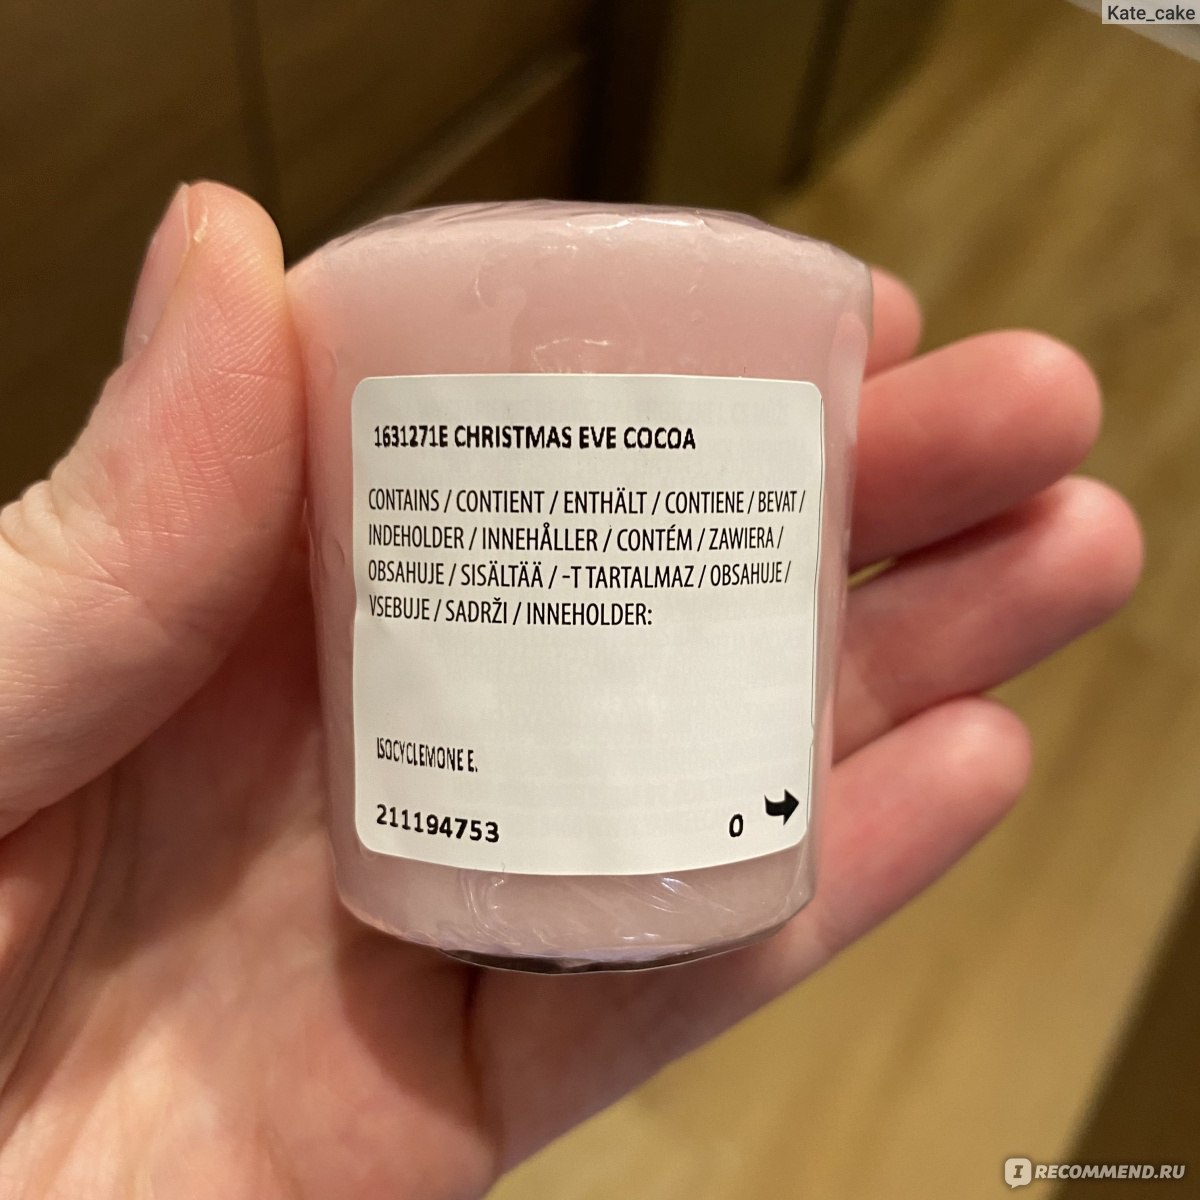 Kate_cake
1631271E CHRISTMAS EVE COCOA
CONTAINS / CONTIENT / ENTHÄLT / CONTIENE / BEVAT /
INDEHOLDER / INNEHÅLLER / CONTÉM / ZAWIERA /
OBSAHUJE / SISÄLTÄÄ / -T TARTALMAZ / OBSAHUJE /
VSEBUJE / SADRŽI / INNEHOLDER:
ISOCYCLEMONE E.
211194753 0
I RECOMMEND.RU